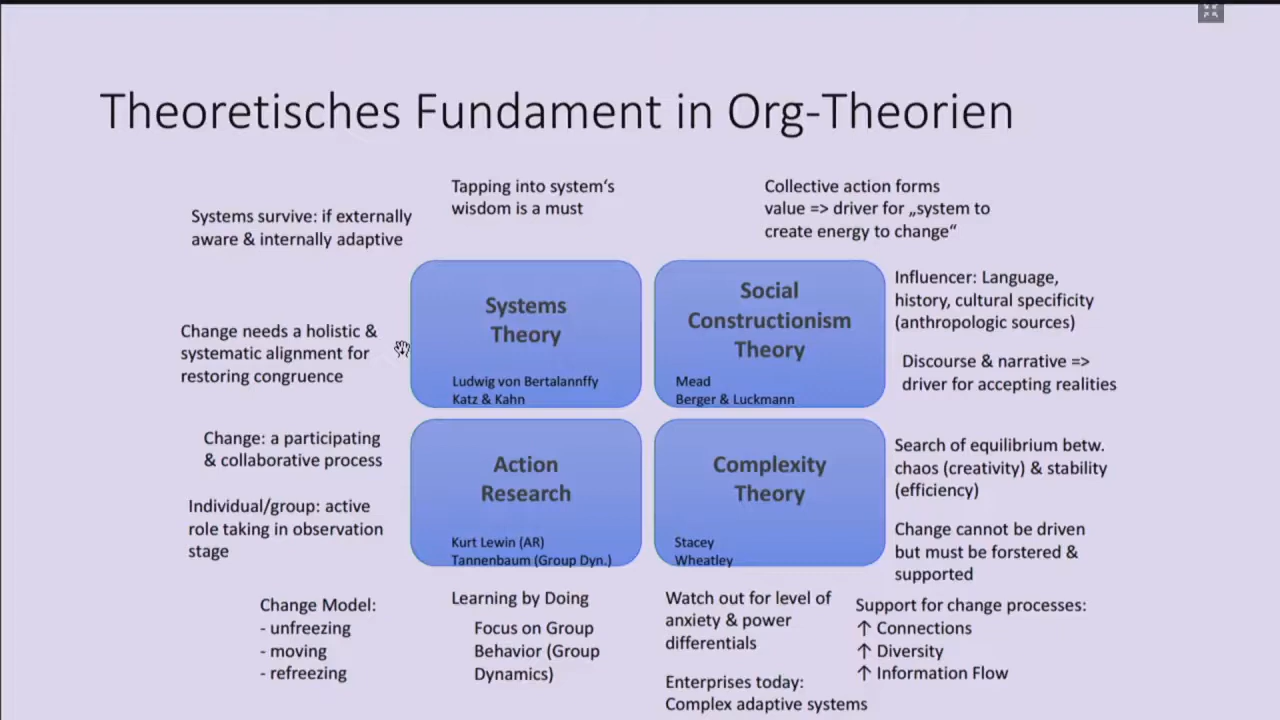 Theoretisches Fundament in Org-Theorien
Tapping into system‘s
wisdom is a must
Collective action forms
value => driver for „system to
create energy to change“
Systems survive: if externally
aware & internally adaptive
Change needs a holistic &
systematic alignment for
restoring congruence
Systems
Theory
Ludwig von Bertalannffy
Katz & Kahn
Social
Constructionism
Theory
Mead
Berger & Luckmann
Influencer: Language,
history, cultural specificity
(anthropologic sources)
Discourse & narrative =>
driver for accepting realities
Change: a participating
& collaborative process
Individual/group: active
role taking in observation
stage
Action
Research
Kurt Lewin (AR)
Tannenbaum (Group Dyn.)
Complexity
Theory
Stacey
Wheatley
Search of equilibrium betw.
chaos (creativity) & stability
(efficiency)
Change cannot be driven
but must be forstered &
supported
Change Model:
- unfreezing
- moving
- refreezing
Learning by Doing
Focus on Group
Behavior (Group
Dynamics)
Watch out for level of
anxiety & power
differentials
Enterprises today:
Complex adaptive systems
Support for change processes:
↑ Connections
↑ Diversity
↑ Information Flow